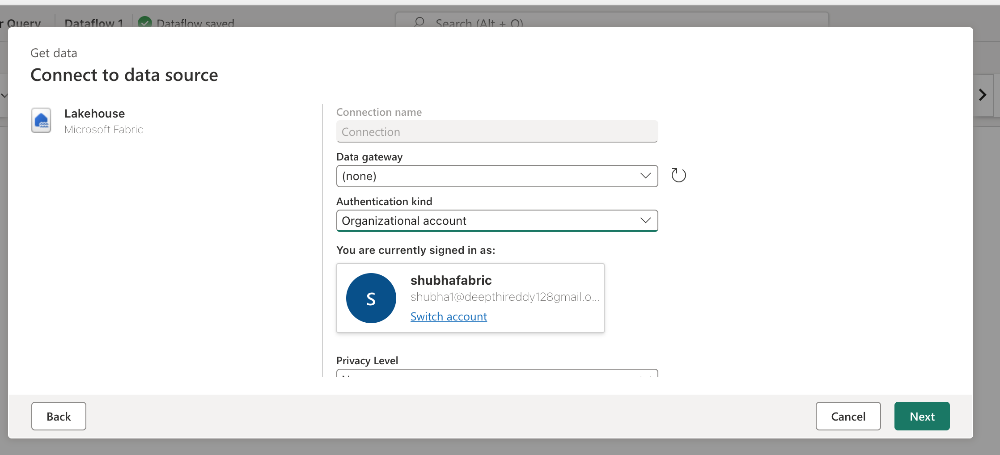 r Query
Dataflow 1
Dataflow saved
Search (Alt + Q)
Get data
Connect to data source
Lakehouse
Microsoft Fabric
Connection name
Connection
Data gateway
(none)
Authentication kind
Organizational account
You are currently signed in as:
S
shubhafabric
shubha1@deepthireddy128gmail.o...
Switch account
Privacy Level
Back
Cancel
Next